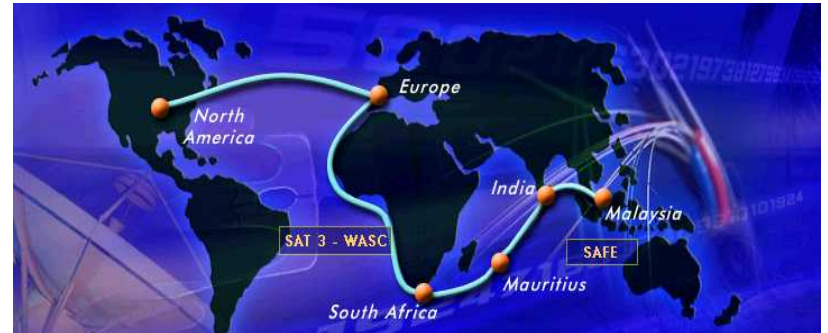 Europe
North
America
India
Malaysia
SAT 3 - WASC
SAFE
Mauritius
South Africa